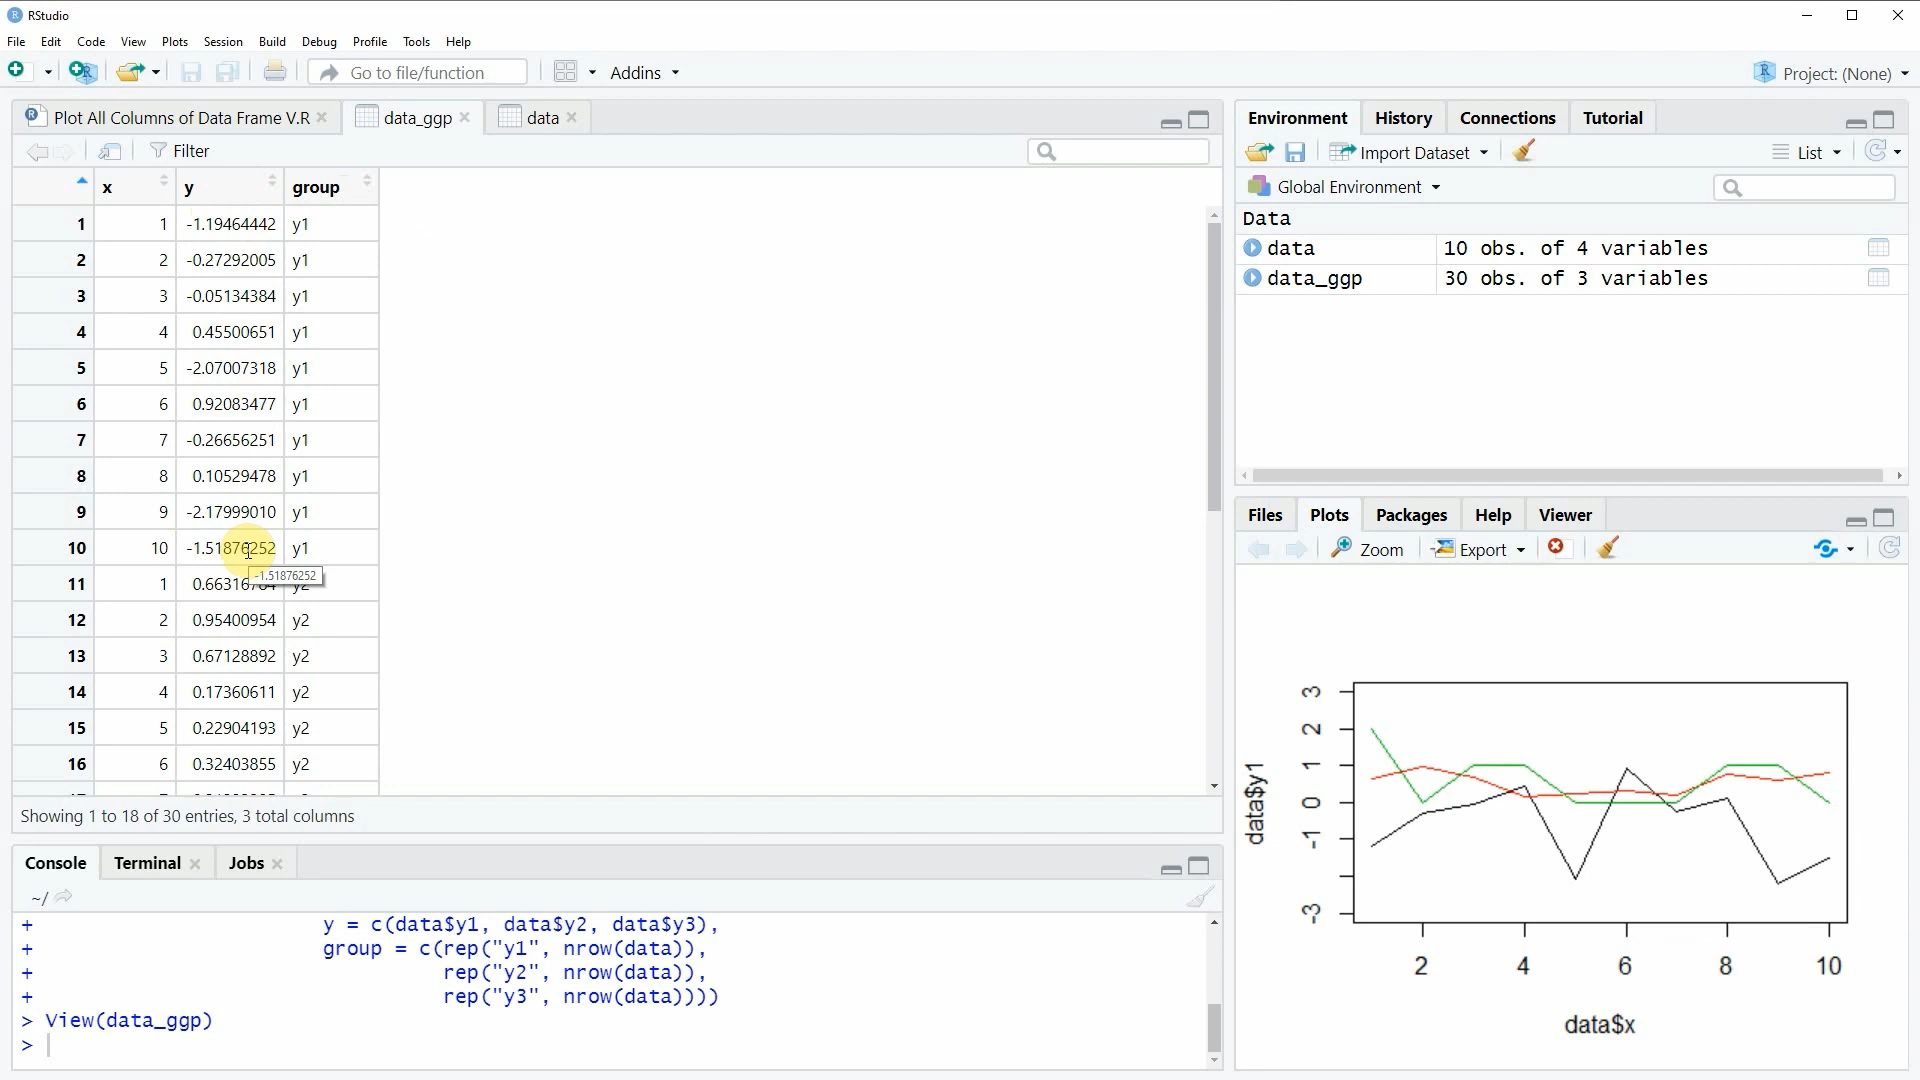 RStudio
File Edit Code View Plots Session Build Debug Profile Tools Help
Go to file/function Addins Project: (None)
Plot All Columns of Data Frame V.R data_ggp data
Filter
x y group
1 1 -1.19464442 y1
2 2 -0.27292005 y1
3 3 -0.05134384 y1
4 4 0.45500651 y1
5 5 -2.07007318 y1
6 6 0.92083477 y1
7 7 -0.26656251 y1
8 8 0.10529478 y1
9 9 -2.17999010 y1
10 10 -1.51876252 y1
-1.51876252
11 1 y2
12 2 0.95400954 y2
13 3 0.67128892 y2
14 4 0.17360611 y2
15 5 0.22904193 y2
16 6 0.32403855 y2
Showing 1 to 18 of 30 entries, 3 total columns
Console Terminal Jobs
~/
+ y = c(data$y1, data$y2, data$y3),
+ group = c(rep("y1", nrow(data)),
+ rep("y2", nrow(data)),
+ rep("y3", nrow(data))))
> View(data_ggp)
>
Environment History Connections Tutorial
Import Dataset List
Global Environment
Data
data 10 obs. of 4 variables
data_ggp 30 obs. of 3 variables
Files Plots Packages Help Viewer
Zoom Export
data$y1
3
2
1
0
-1
-3
2 4 6 8 10
data$x